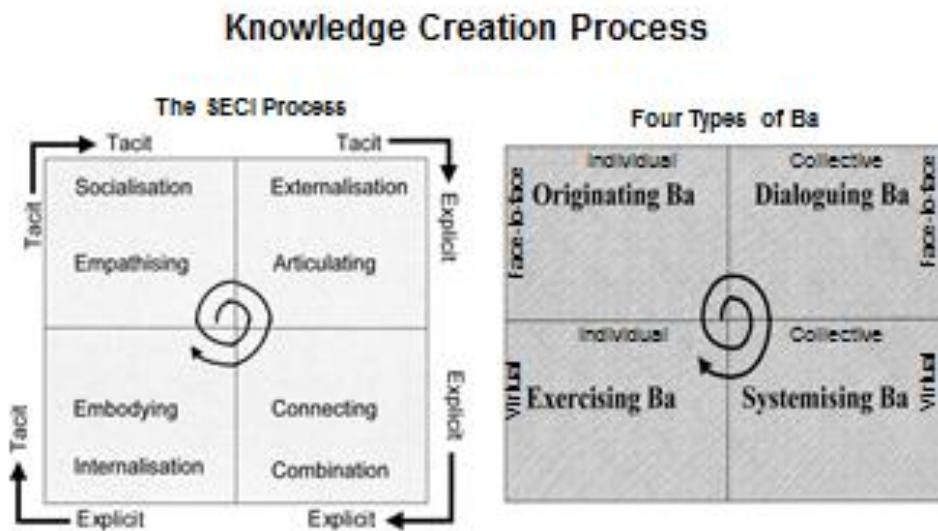 Knowledge Creation Process
The SECI Process
Tacit
Tacit
Tacit
Explicit
Socialisation
Externalisation
Empathising
Articulating
Embodying
Connecting
Internalisation
Combination
Tacit
Explicit
Explicit
Explicit
Four Types of Ba
Individual
Collective
Face-to-face
Originating Ba
Dialoguing Ba
Face-to-face
Individual
Collective
Virtual
Exercising Ba
Systemising Ba
Virtual